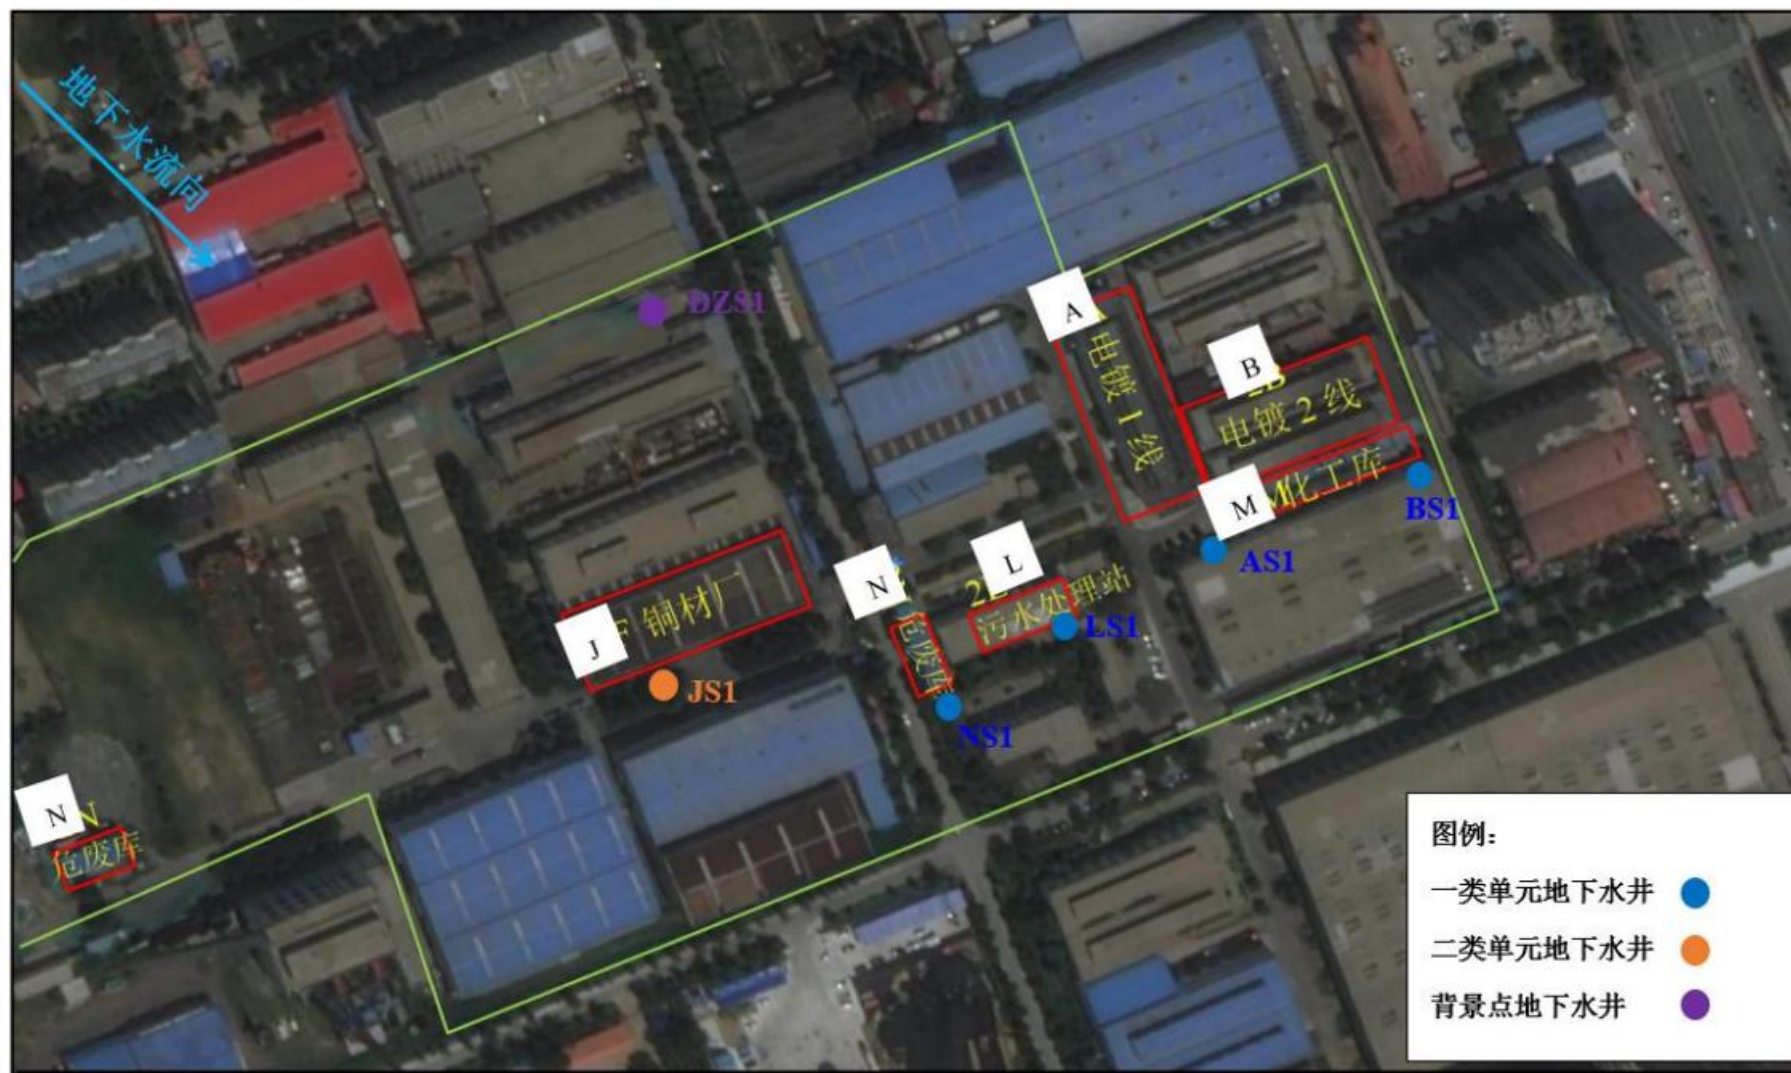 地下水流向
DZS1
A
电镀 1 线
B
电镀 2 线
M
化工库
BS1
AS1
N
L
危废库
污水处理站
LS1
J
铜材厂
JS1
NS1
N
N
危废库
图例：
一类单元地下水井
二类单元地下水井
背景点地下水井